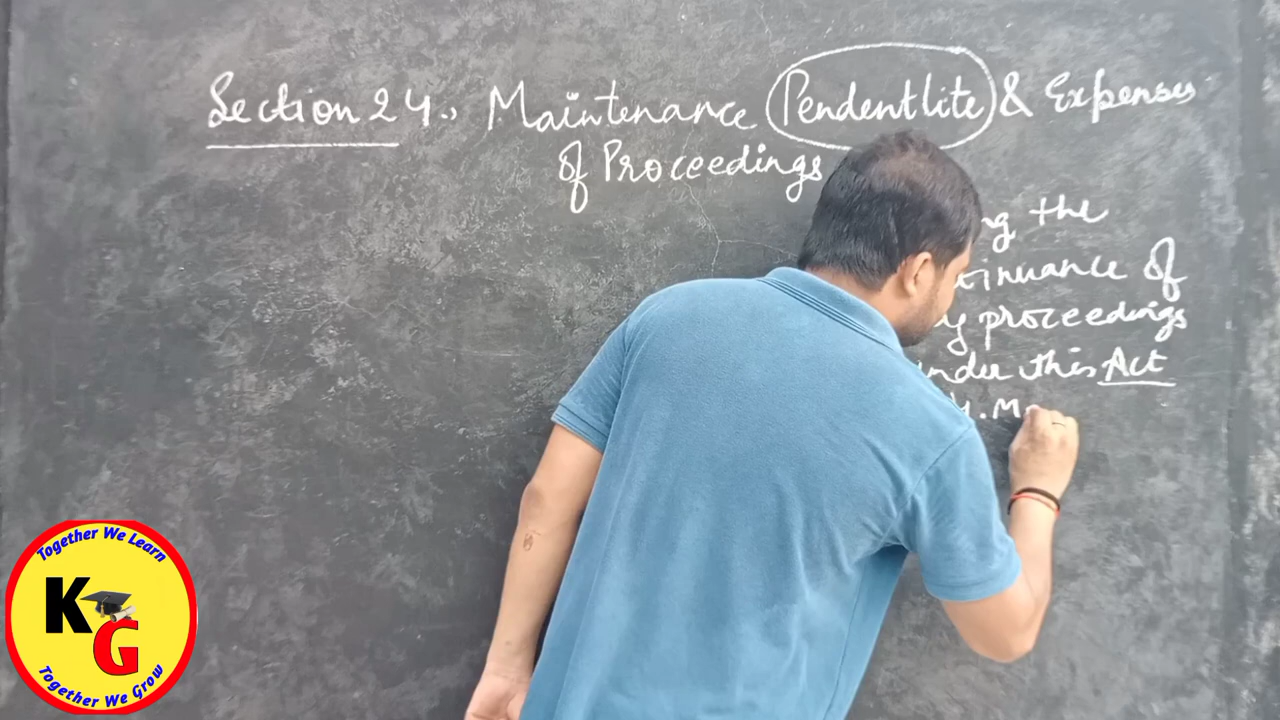 Section 24., Maintenance Pendentlite & Expenses
of Proceedings
the
of
proceedings
this Act
Together We Learn
KG
Together We Grow